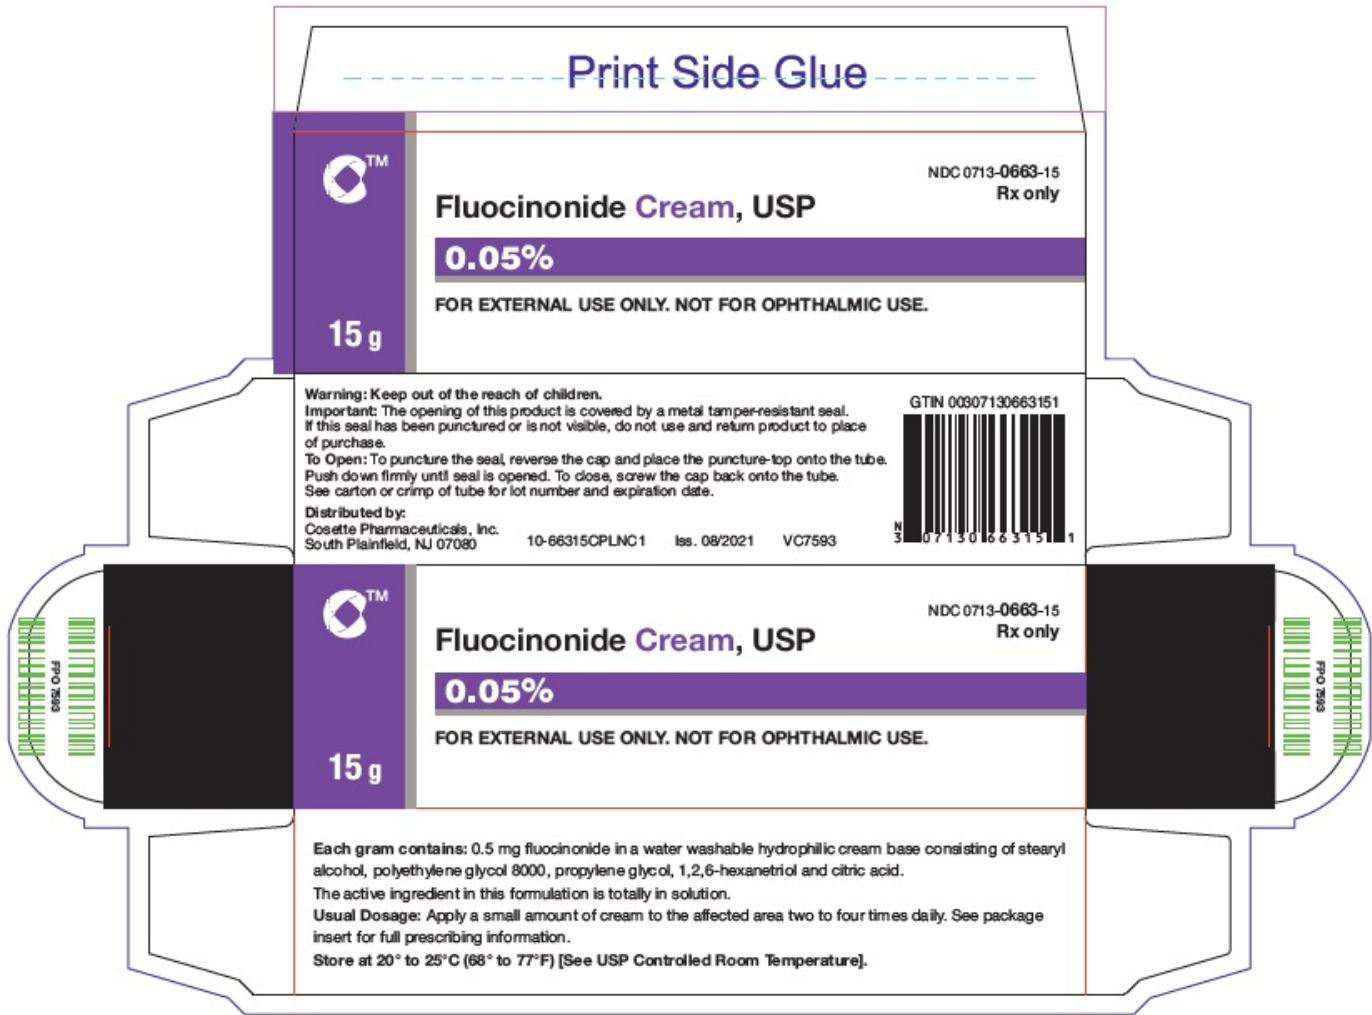 Print Side Glue
TM
NDC 0713-0663-15
Rx only
Fluocinonide Cream, USP
0.05%
FOR EXTERNAL USE ONLY. NOT FOR OPHTHALMIC USE.
15 g
Warning: Keep out of the reach of children.
Important: The opening of this product is covered by a metal tamper-resistant seal.
If this seal has been punctured or is not visible, do not use and return product to place
of purchase.
To Open: To puncture the seal, reverse the cap and place the puncture-top onto the tube.
Push down firmly until seal is opened. To close, screw the cap back onto the tube.
See carton or crimp of tube for lot number and expiration date.
Distributed by:
Cosette Pharmaceuticals, Inc.
South Plainfield, NJ 07080
10-66315CPLNC1 Iss. 08/2021 VC7593
GTIN 00307130663151
N
3 07130 66315 1
TM
NDC 0713-0663-15
Rx only
Fluocinonide Cream, USP
0.05%
FOR EXTERNAL USE ONLY. NOT FOR OPHTHALMIC USE.
15 g
FPO 7593
FPO 7593
Each gram contains: 0.5 mg fluocinonide in a water washable hydrophilic cream base consisting of stearyl
alcohol, polyethylene glycol 8000, propylene glycol, 1,2,6-hexanetriol and citric acid.
The active ingredient in this formulation is totally in solution.
Usual Dosage: Apply a small amount of cream to the affected area two to four times daily. See package
insert for full prescribing information.
Store at 20° to 25°C (68° to 77°F) [See USP Controlled Room Temperature].